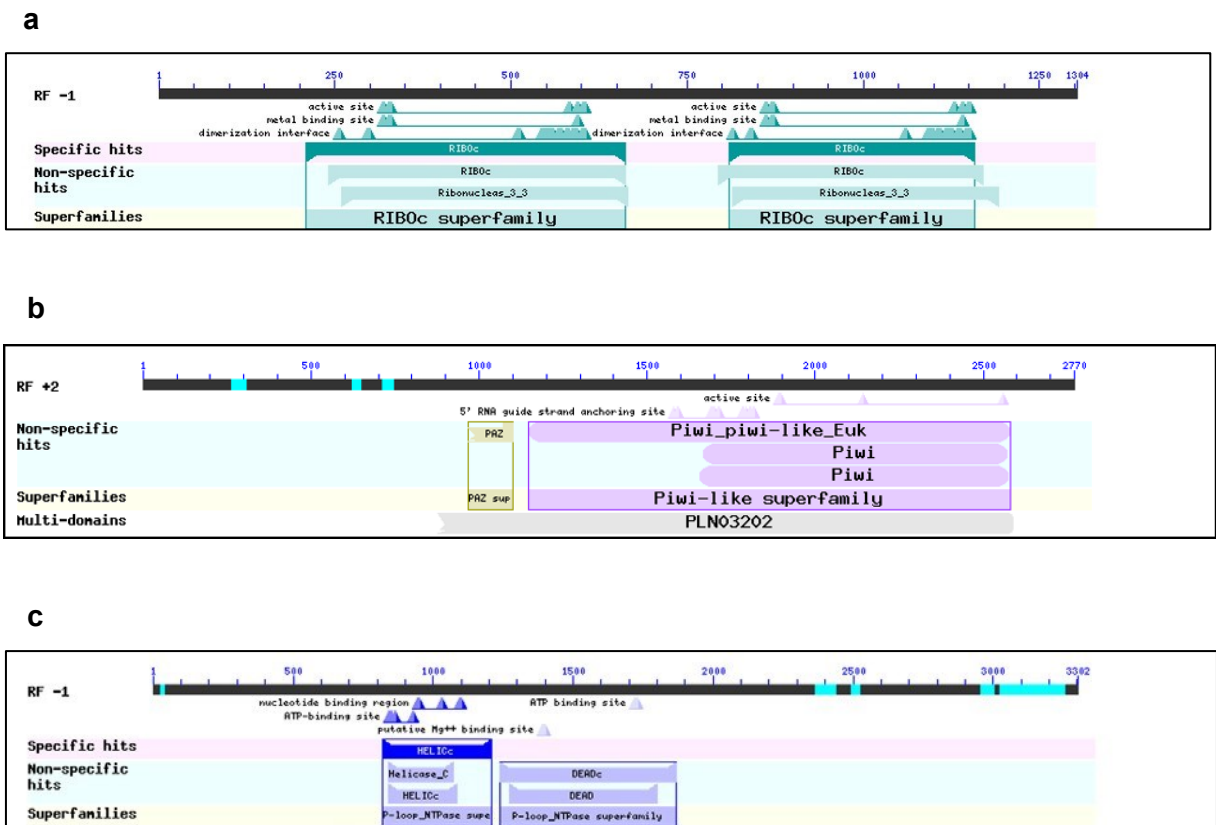 a
1 250 500 750 1000 1250 1304
RF -1
active site active site
metal binding site metal binding site
dimerization interface dimerization interface
Specific hits RIBOc RIBOc
Non-specific hits RIBOc RIBOc
Ribonucleas_3_3 Ribonucleas_3_3
Superfamilies RIBOc superfamily RIBOc superfamily
b
1 500 1000 1500 2000 2500 2770
RF +2
active site
5' RNA guide strand anchoring site
Non-specific hits PAZ Piwi_piwi-like_Euk
Piwi
Piwi
Superfamilies PAZ sup Piwi-like superfamily
Multi-domains PLN03202
c
1 500 1000 1500 2000 2500 3000 3302
RF -1
nucleotide binding region ATP binding site
ATP-binding site
putative Mg++ binding site
Specific hits HELICc
Non-specific hits Helicase_C DEADc
HELICc DEAD
Superfamilies P-loop_NTPase supe P-loop_NTPase superfamily